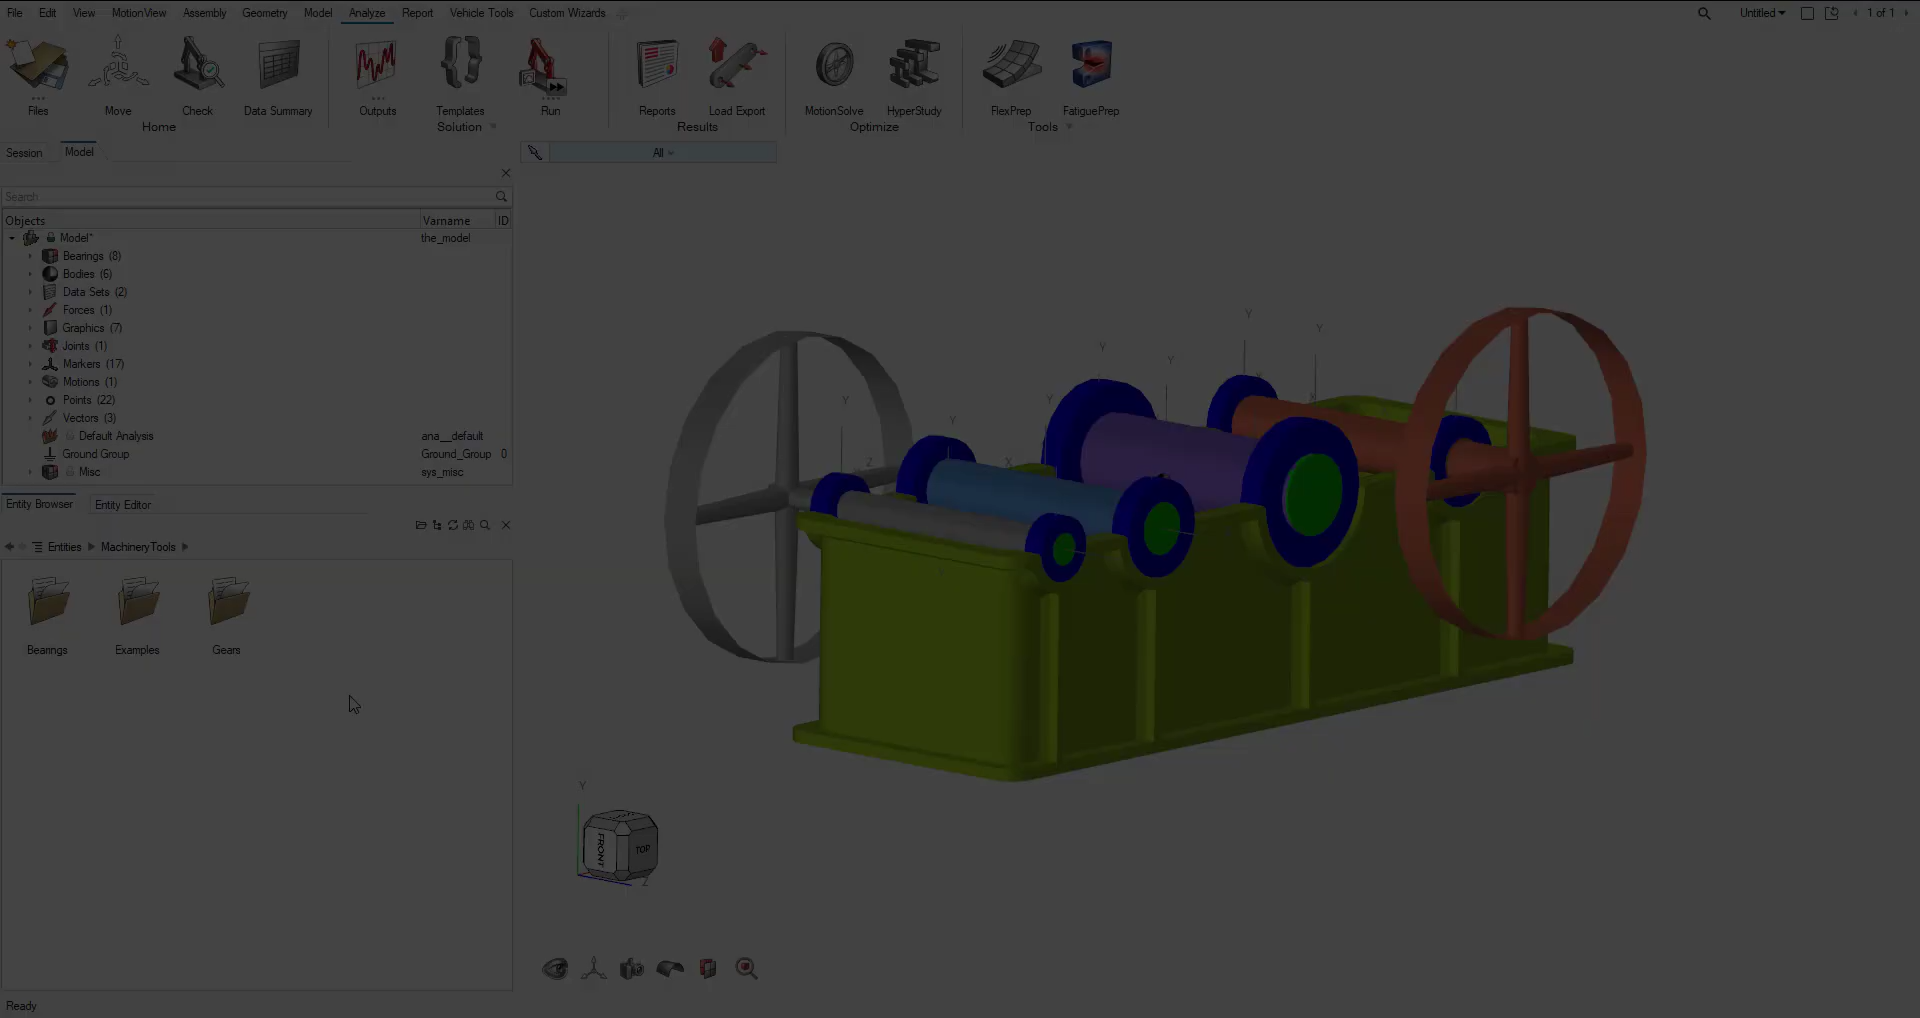 File Edit View MotionView Assembly Geometry Model Analyze Report Vehicle Tools Custom Wizards
Untitled 1 of 1
Files Move Check Data Summary Outputs Templates Run Reports Load Export MotionSolve HyperStudy FlexPrep FatiguePrep
Home Solution Results Optimize Tools
Session Model
All
Search
Objects Varname ID
Model* the_model
Bearings (8)
Bodies (6)
Data Sets (2)
Forces (1)
Graphics (7)
Joints (1)
Markers (17)
Motions (1)
Points (22)
Vectors (3)
Default Analysis ana__default
Ground Group Ground_Group 0
Misc sys_misc
Entity Browser Entity Editor
Entities MachineryTools
Bearings Examples Gears
Y
Y
Y
Y
Y
Y
Y
Z
X
X
Y
FRONT TOP
Z
Ready